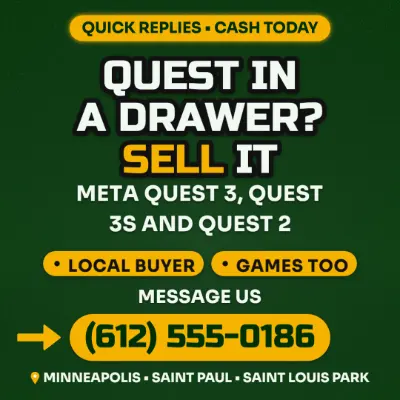 QUICK REPLIES • CASH TODAY
QUEST IN
A DRAWER?
SELL IT
META QUEST 3, QUEST
3S AND QUEST 2
• LOCAL BUYER • GAMES TOO
MESSAGE US
(612) 555-0186
MINNEAPOLIS • SAINT PAUL • SAINT LOUIS PARK